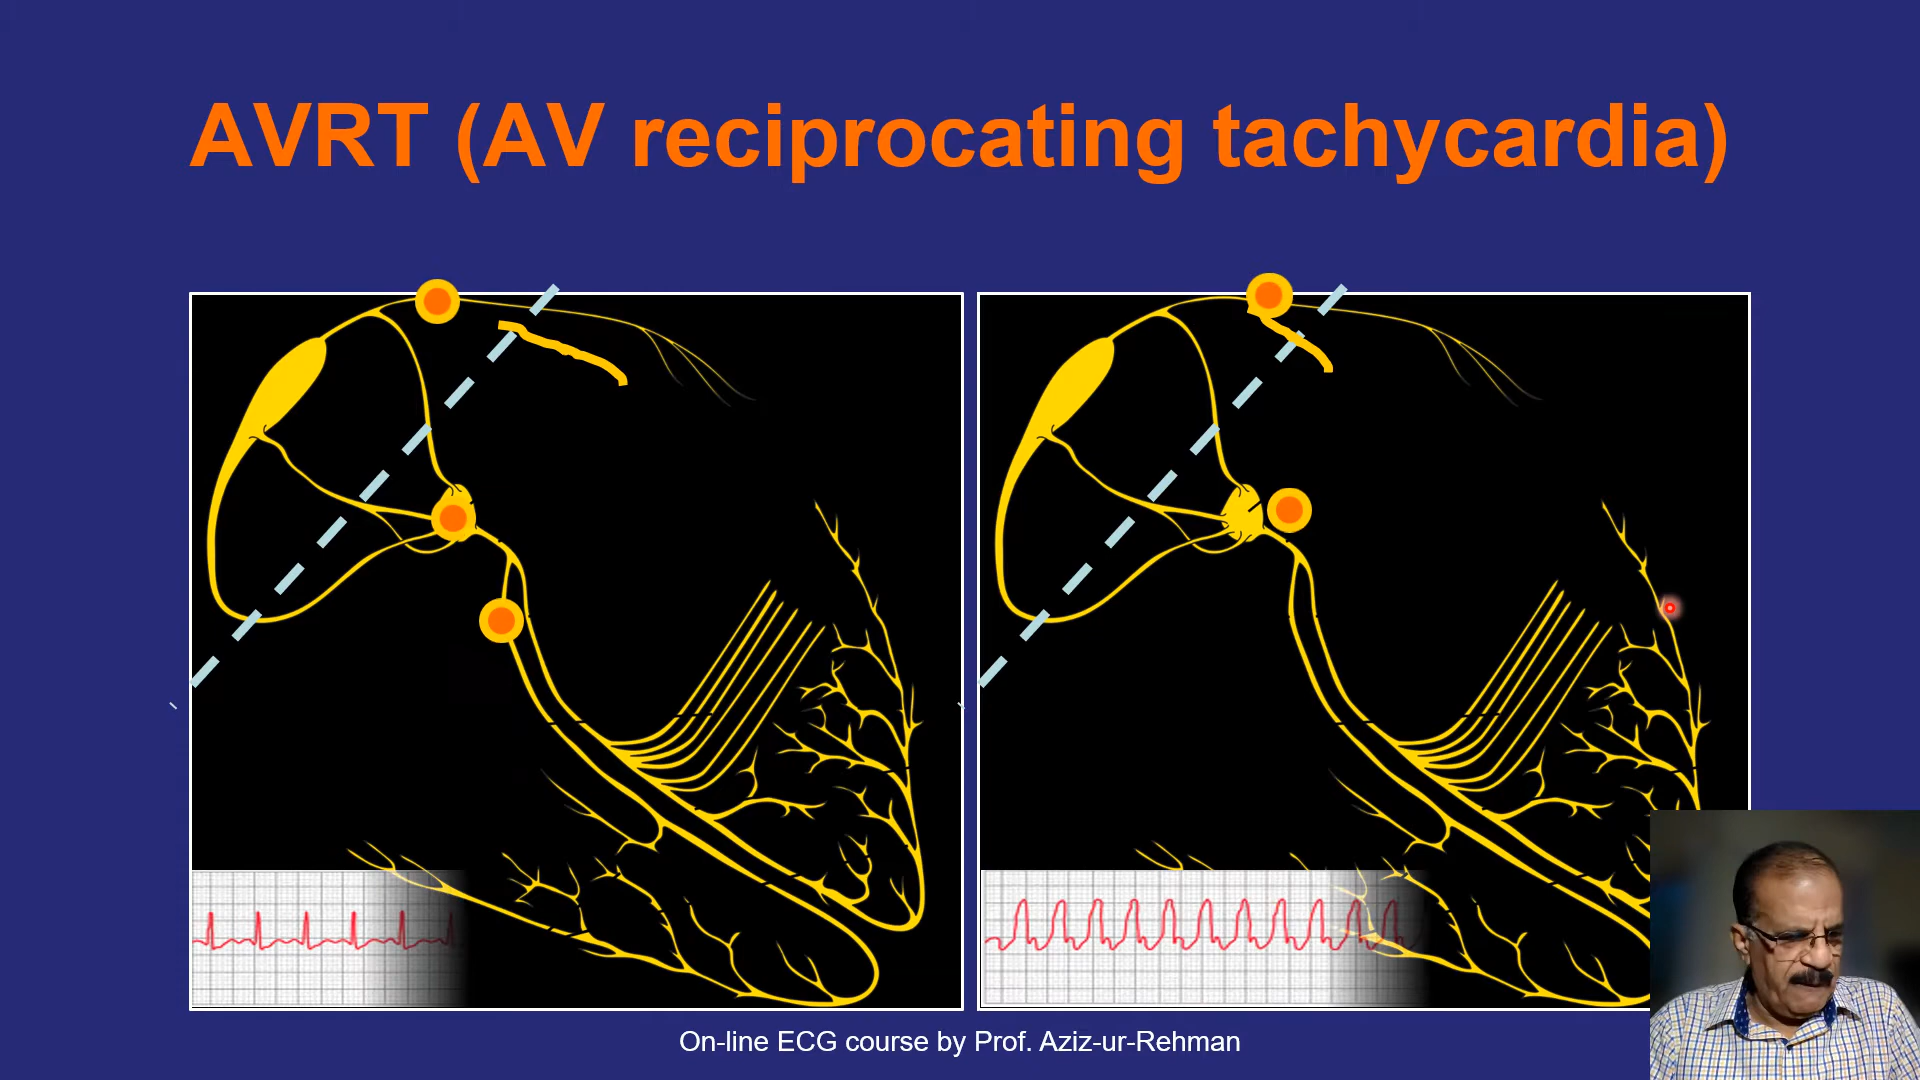 AVRT (AV reciprocating tachycardia)
On-line ECG course by Prof. Aziz-ur-Rehman